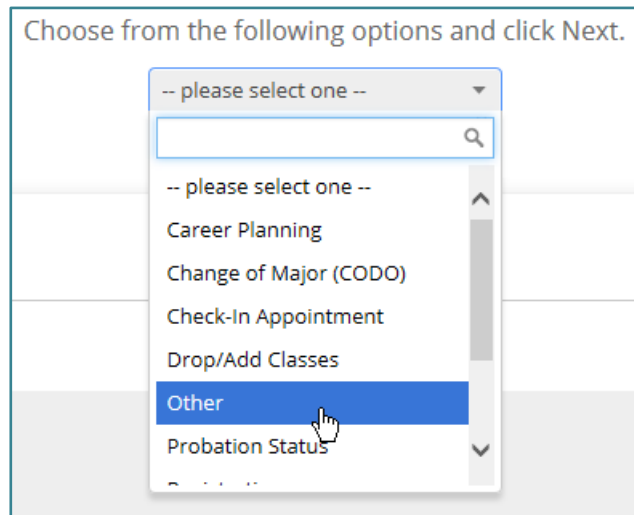 Choose from the following options and click Next.
-- please select one --
-- please select one --
Career Planning
Change of Major (CODO)
Check-In Appointment
Drop/Add Classes
Other
Probation Status